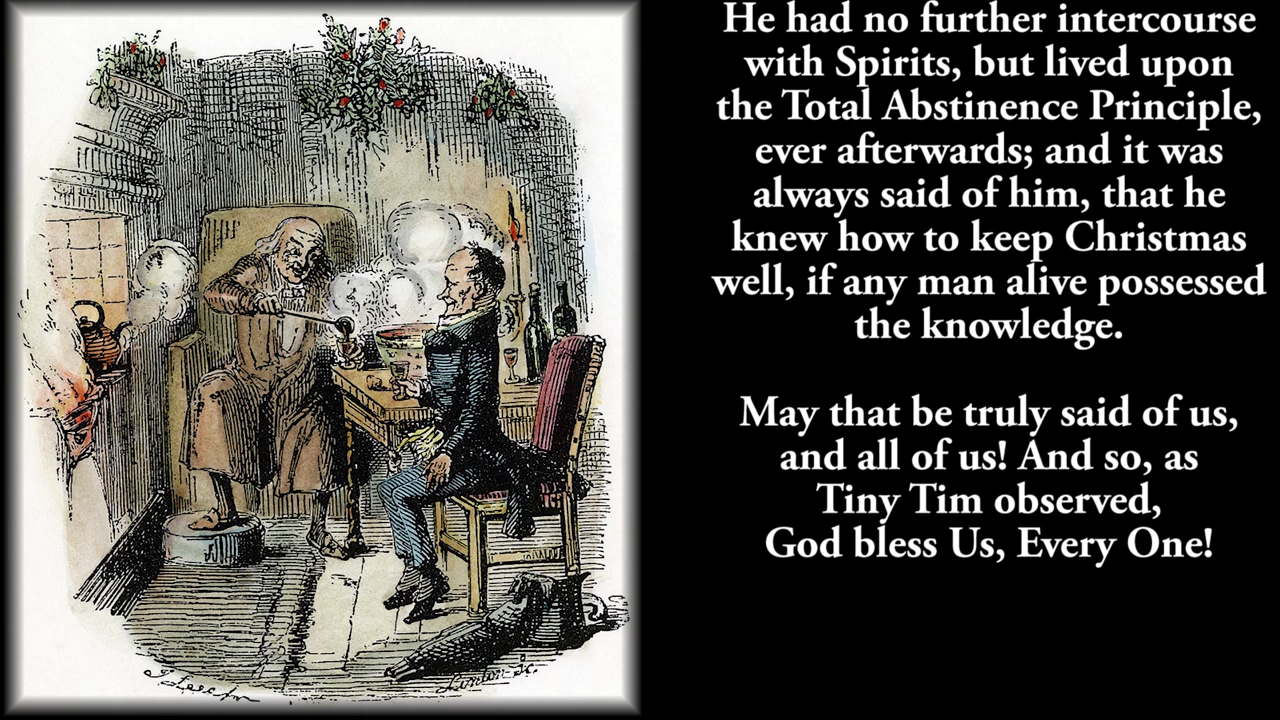 He had no further intercourse
with Spirits, but lived upon
the Total Abstinence Principle,
ever afterwards; and it was
always said of him, that he
knew how to keep Christmas
well, if any man alive possessed
the knowledge.
May that be truly said of us,
and all of us! And so, as
Tiny Tim observed,
God bless Us, Every One!